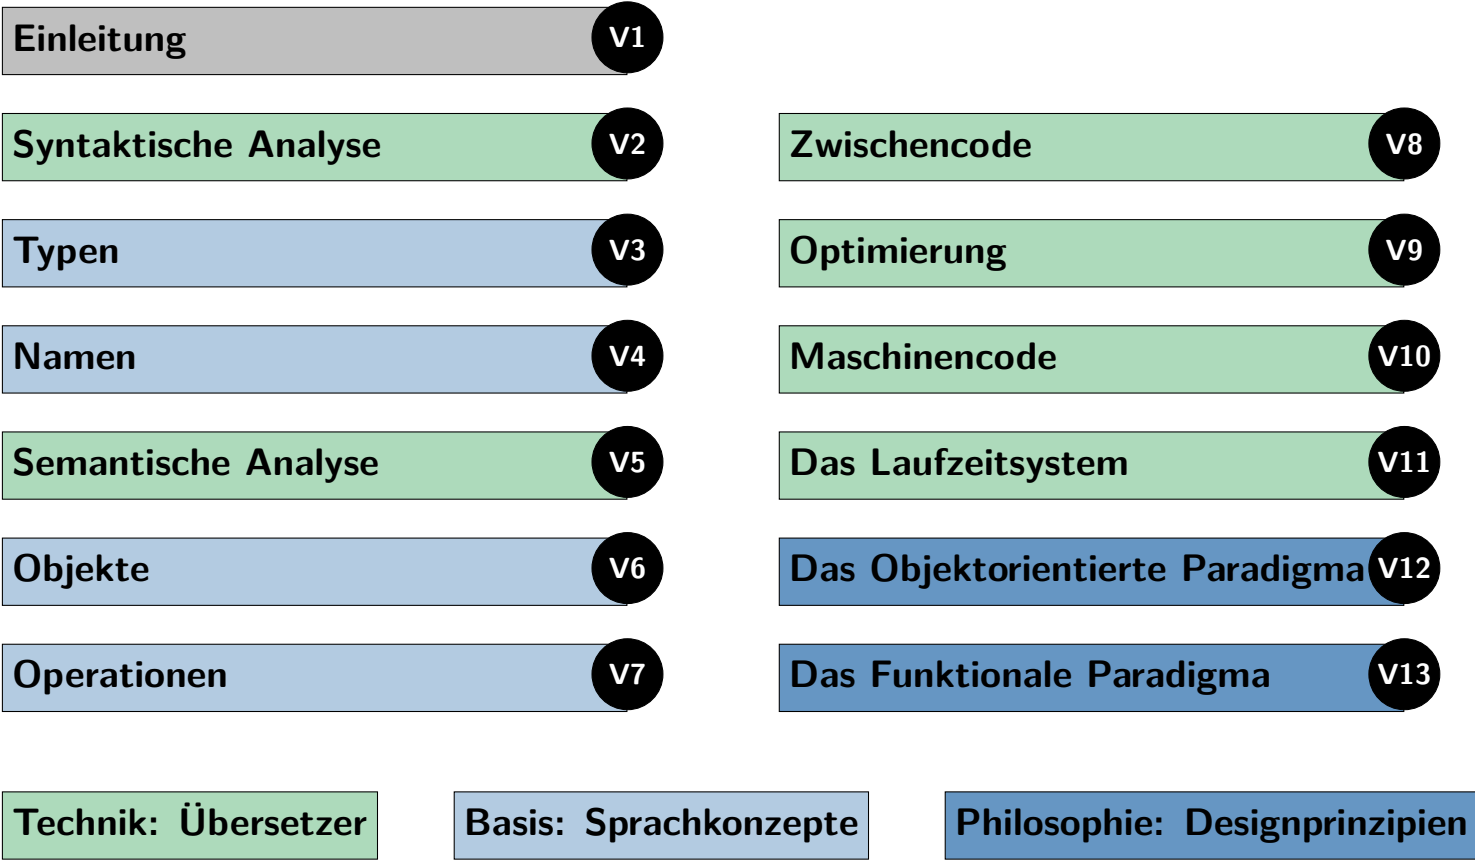 Einleitung V1
Syntaktische Analyse V2
Typen V3
Namen V4
Semantische Analyse V5
Objekte V6
Operationen V7
Zwischencode V8
Optimierung V9
Maschinencode V10
Das Laufzeitsystem V11
Das Objektorientierte Paradigma V12
Das Funktionale Paradigma V13
Technik: Übersetzer
Basis: Sprachkonzepte
Philosophie: Designprinzipien